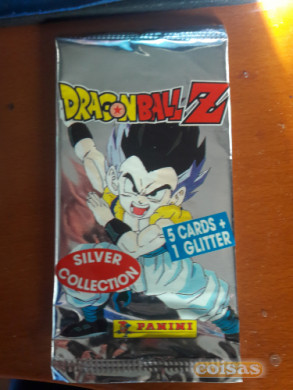 DRAGON BALL Z
5 CARDS +
1 GLITTER
SILVER
COLLECTION
PANINI
coisas